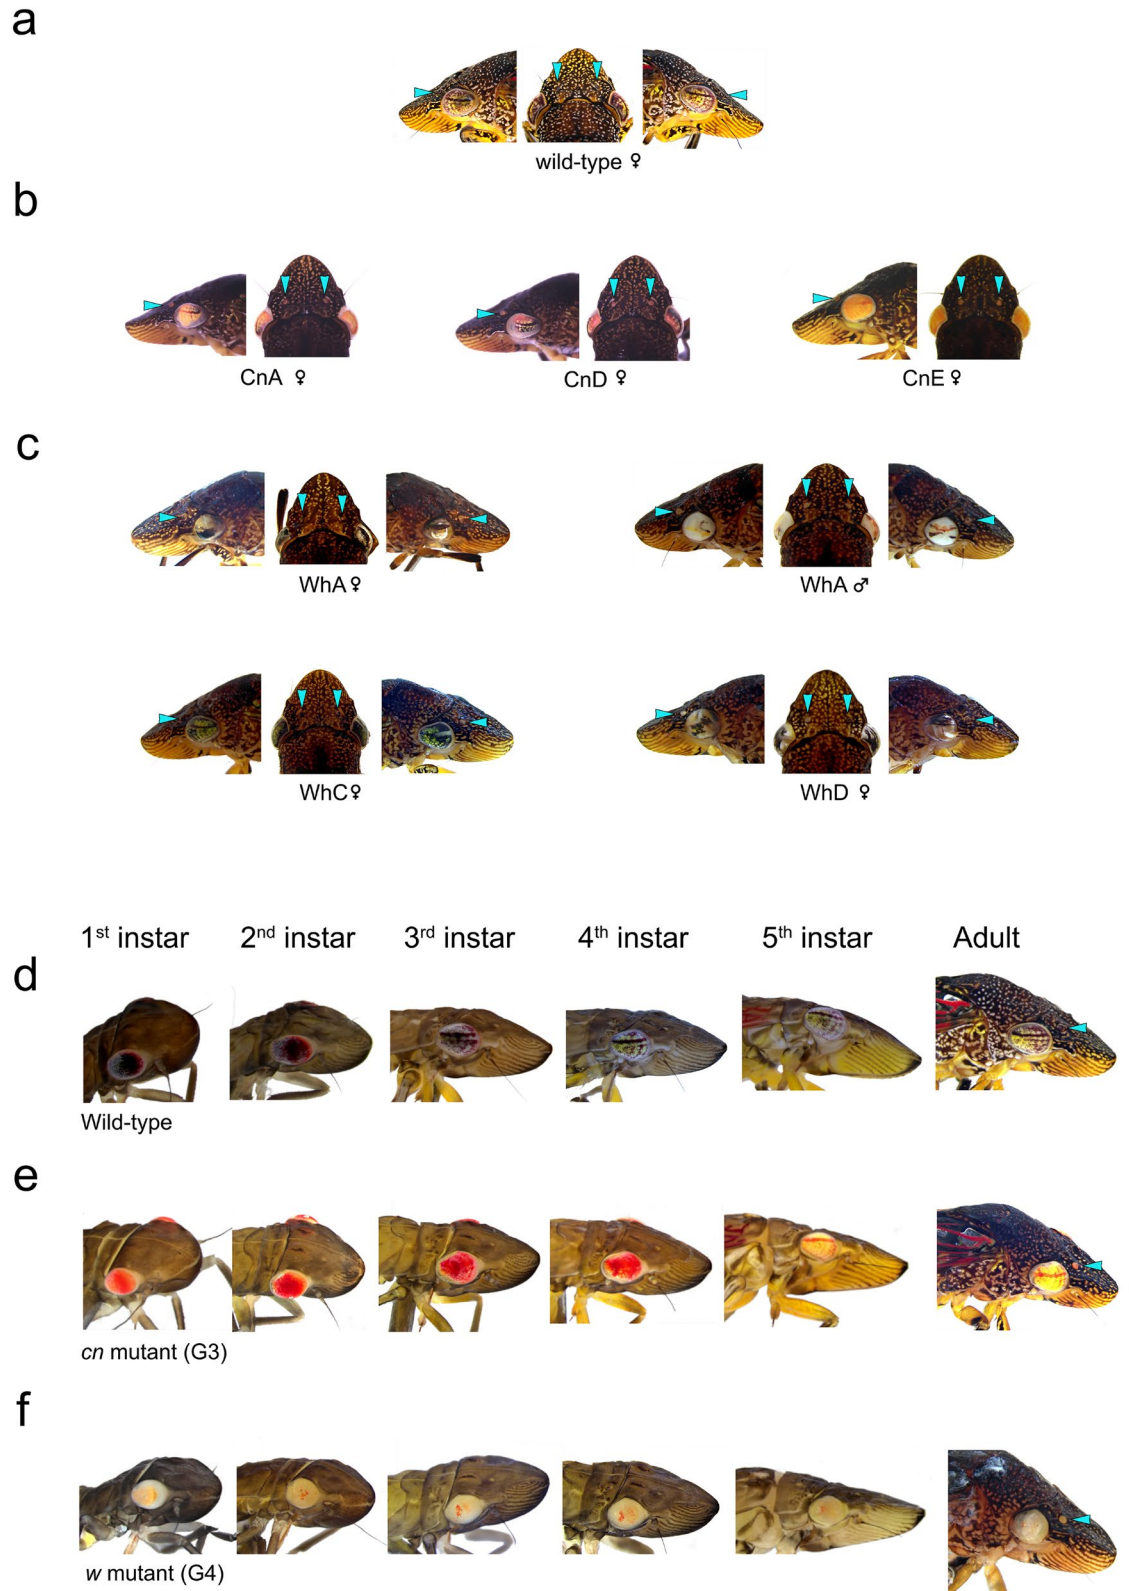 a
wild-type ♀
b
CnA ♀
CnD ♀
CnE ♀
c
WhA ♀
WhA ♂
WhC ♀
WhD ♀
1st instar
2nd instar
3rd instar
4th instar
5th instar
Adult
d
Wild-type
e
cn mutant (G3)
f
w mutant (G4)